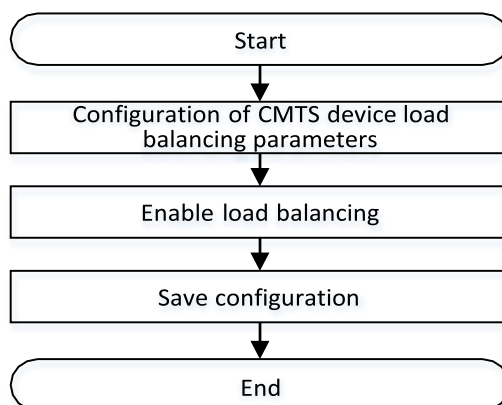 Start
Configuration of CMTS device load
balancing parameters
Enable load balancing
Save configuration
End